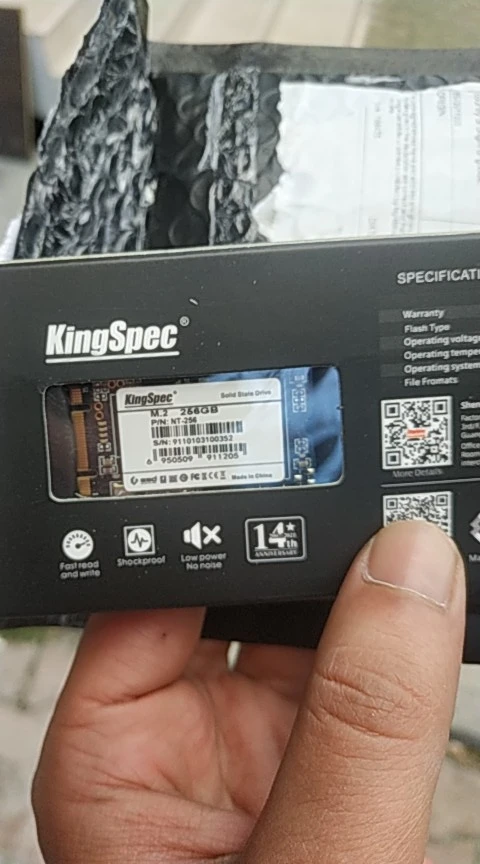 SPECIFICATI
KingSpec®
Warranty
Flash Type
Operating voltag
Operating tempe
Operating system
File Fromats
KingSpec®
Solid State Drive
M.2 256GB
P/N: NT-256
S/N: 9110103100352
6 950509 911205
Made in China
More Details
Fast read
and write
Shockproof
Low power
No noise
14th
ANNIVERSARY